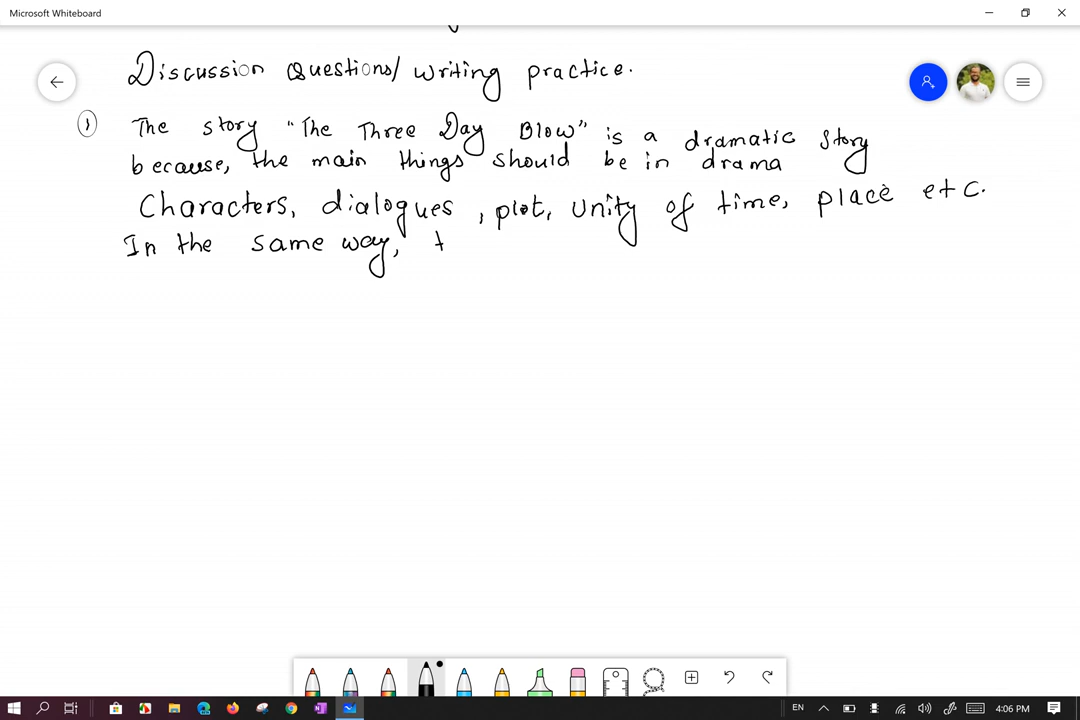 Microsoft Whiteboard
Discussion Questions/ writing practice.
① The story "The Three Day Blow" is a dramatic story
because, the main things should be in drama
Characters, dialogues, plot, unity of time, place etc.
In the same way, t
EN
4:06 PM